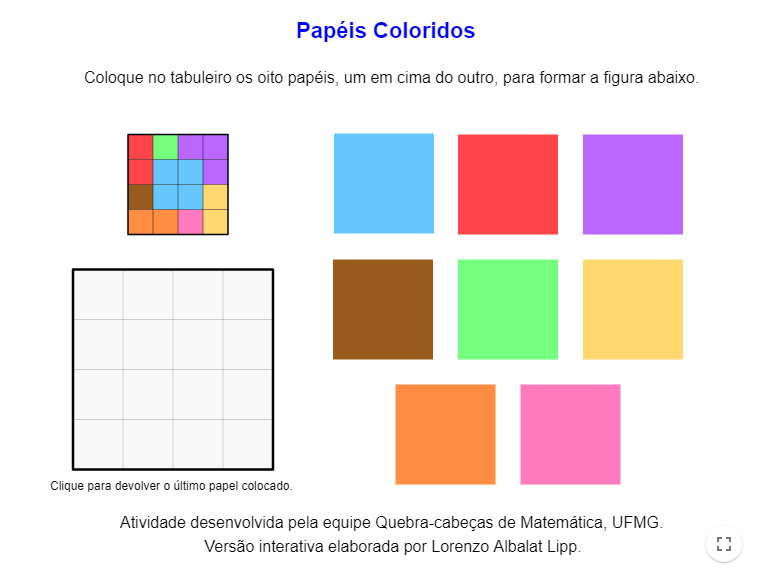 Papéis Coloridos
Coloque no tabuleiro os oito papéis, um em cima do outro, para formar a figura abaixo.
Clique para devolver o último papel colocado.
Atividade desenvolvida pela equipe Quebra-cabeças de Matemática, UFMG.
Versão interativa elaborada por Lorenzo Albalat Lipp.